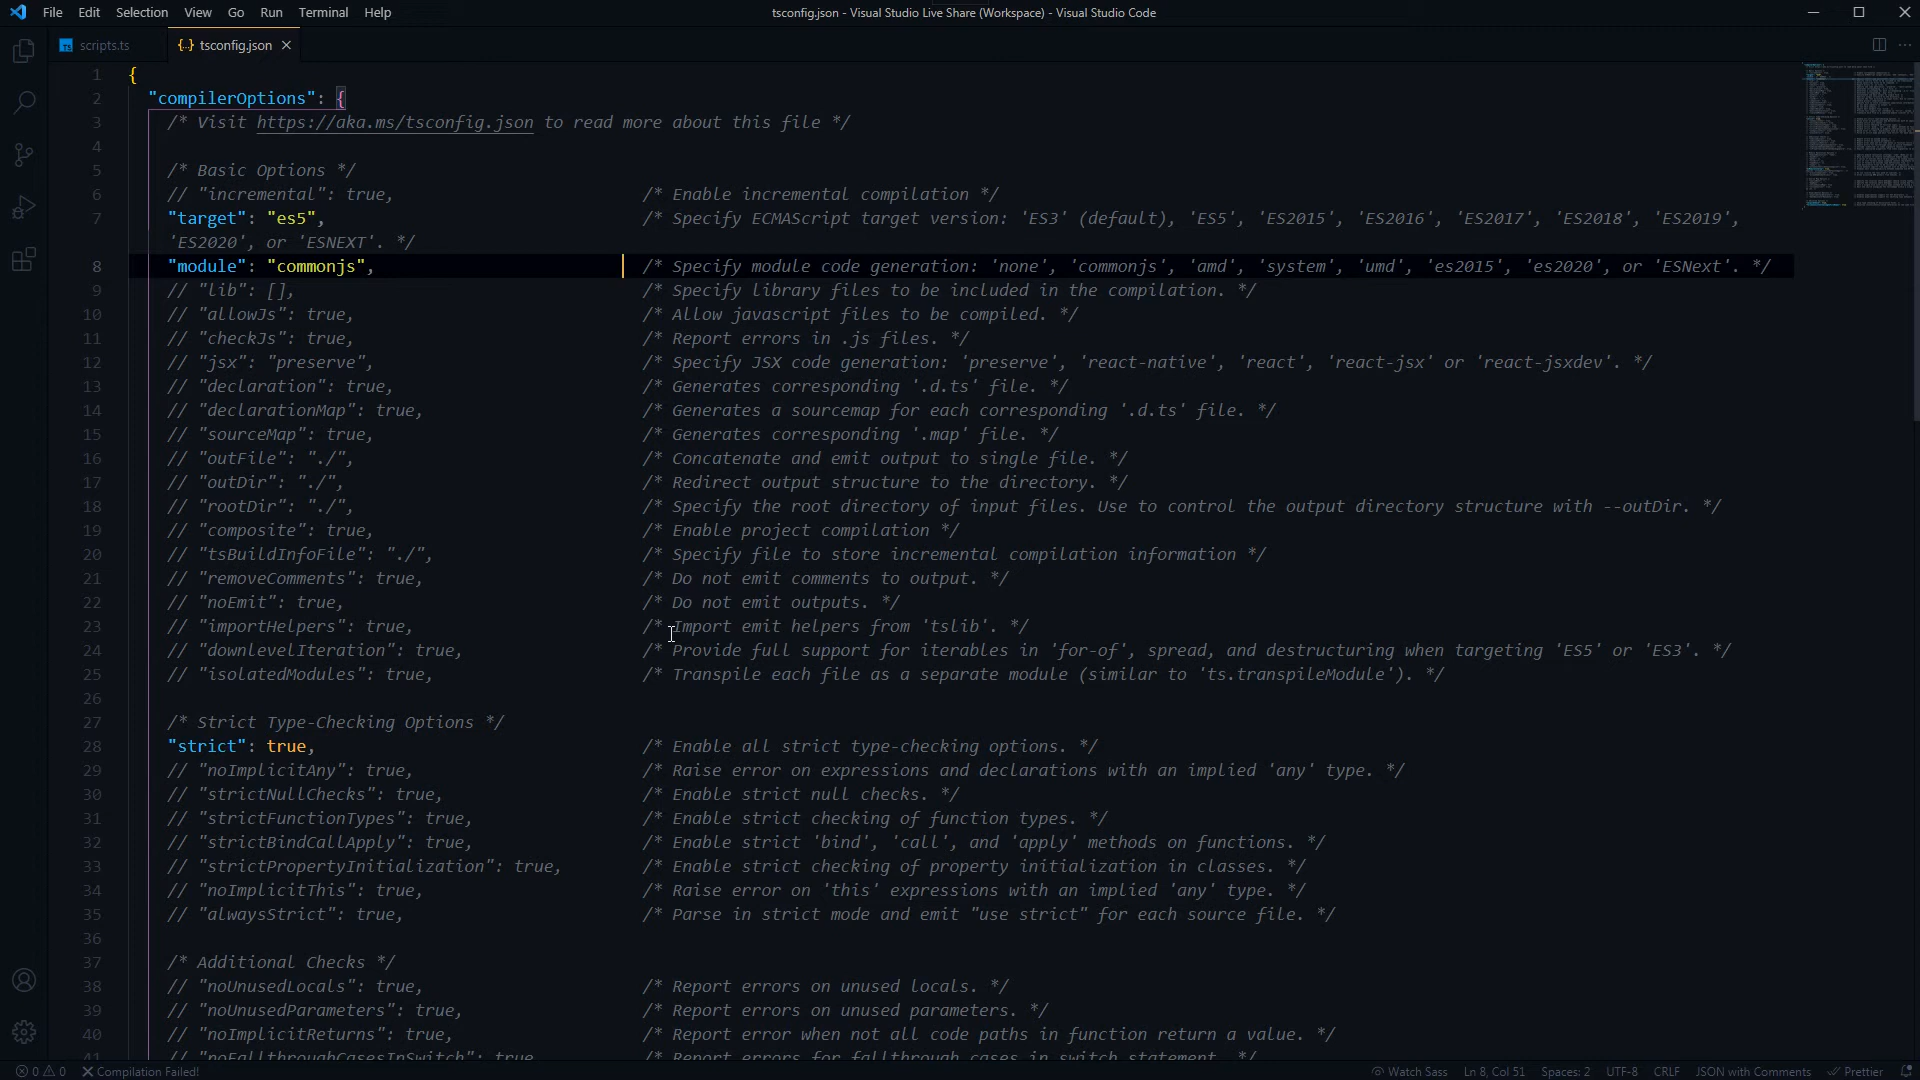 File Edit Selection View Go Run Terminal Help
tsconfig.json - Visual Studio Live Share (Workspace) - Visual Studio Code
TS scripts.ts {..} tsconfig.json ×
1 {
2 "compilerOptions": {
3 /* Visit https://aka.ms/tsconfig.json to read more about this file */
4
5 /* Basic Options */
6 // "incremental": true, /* Enable incremental compilation */
7 "target": "es5", /* Specify ECMAScript target version: 'ES3' (default), 'ES5', 'ES2015', 'ES2016', 'ES2017', 'ES2018', 'ES2019',
'ES2020', or 'ESNEXT'. */
8 "module": "commonjs", /* Specify module code generation: 'none', 'commonjs', 'amd', 'system', 'umd', 'es2015', 'es2020', or 'ESNext'. */
9 // "lib": [], /* Specify library files to be included in the compilation. */
10 // "allowJs": true, /* Allow javascript files to be compiled. */
11 // "checkJs": true, /* Report errors in .js files. */
12 // "jsx": "preserve", /* Specify JSX code generation: 'preserve', 'react-native', 'react', 'react-jsx' or 'react-jsxdev'. */
13 // "declaration": true, /* Generates corresponding '.d.ts' file. */
14 // "declarationMap": true, /* Generates a sourcemap for each corresponding '.d.ts' file. */
15 // "sourceMap": true, /* Generates corresponding '.map' file. */
16 // "outFile": "./", /* Concatenate and emit output to single file. */
17 // "outDir": "./", /* Redirect output structure to the directory. */
18 // "rootDir": "./", /* Specify the root directory of input files. Use to control the output directory structure with --outDir. */
19 // "composite": true, /* Enable project compilation */
20 // "tsBuildInfoFile": "./", /* Specify file to store incremental compilation information */
21 // "removeComments": true, /* Do not emit comments to output. */
22 // "noEmit": true, /* Do not emit outputs. */
23 // "importHelpers": true, /* Import emit helpers from 'tslib'. */
24 // "downlevelIteration": true, /* Provide full support for iterables in 'for-of', spread, and destructuring when targeting 'ES5' or 'ES3'. */
25 // "isolatedModules": true, /* Transpile each file as a separate module (similar to 'ts.transpileModule'). */
26
27 /* Strict Type-Checking Options */
28 "strict": true, /* Enable all strict type-checking options. */
29 // "noImplicitAny": true, /* Raise error on expressions and declarations with an implied 'any' type. */
30 // "strictNullChecks": true, /* Enable strict null checks. */
31 // "strictFunctionTypes": true, /* Enable strict checking of function types. */
32 // "strictBindCallApply": true, /* Enable strict 'bind', 'call', and 'apply' methods on functions. */
33 // "strictPropertyInitialization": true, /* Enable strict checking of property initialization in classes. */
34 // "noImplicitThis": true, /* Raise error on 'this' expressions with an implied 'any' type. */
35 // "alwaysStrict": true, /* Parse in strict mode and emit "use strict" for each source file. */
36
37 /* Additional Checks */
38 // "noUnusedLocals": true, /* Report errors on unused locals. */
39 // "noUnusedParameters": true, /* Report errors on unused parameters. */
40 // "noImplicitReturns": true, /* Report error when not all code paths in function return a value. */
41 // "noFallthroughCasesInSwitch": true, /* Report errors for fallthrough cases in switch statement. */
0 0 Compilation Failed! Watch Sass Ln 8, Col 51 Spaces: 2 UTF-8 CRLF JSON with Comments Prettier